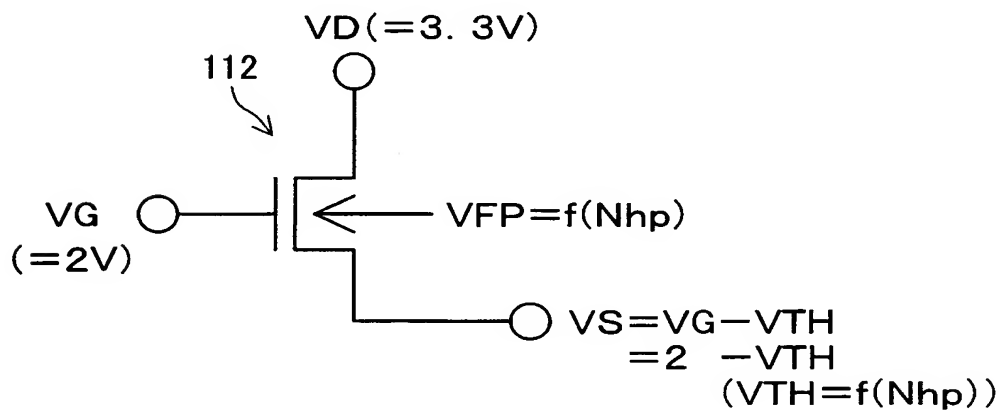 VD(=3. 3V)
112
VG
(=2V)
VFP=f(Nhp)
VS=VG-VTH
=2 -VTH
(VTH=f(Nhp))